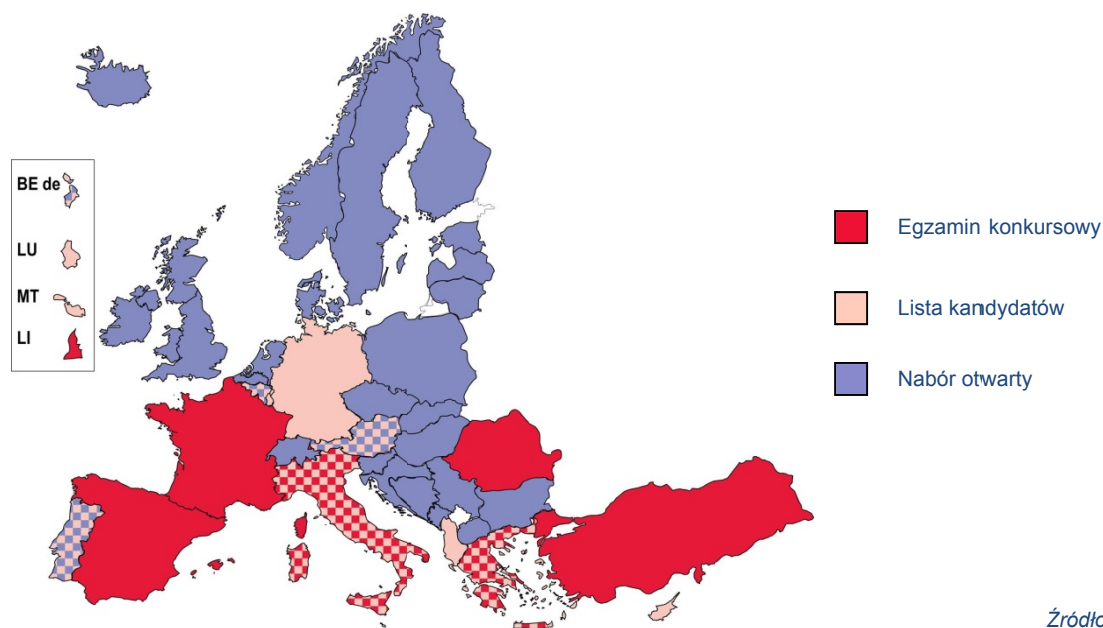 BE de
LU
MT
LI
Egzamin konkursowy
Lista kandydatów
Nabór otwarty
Źródło